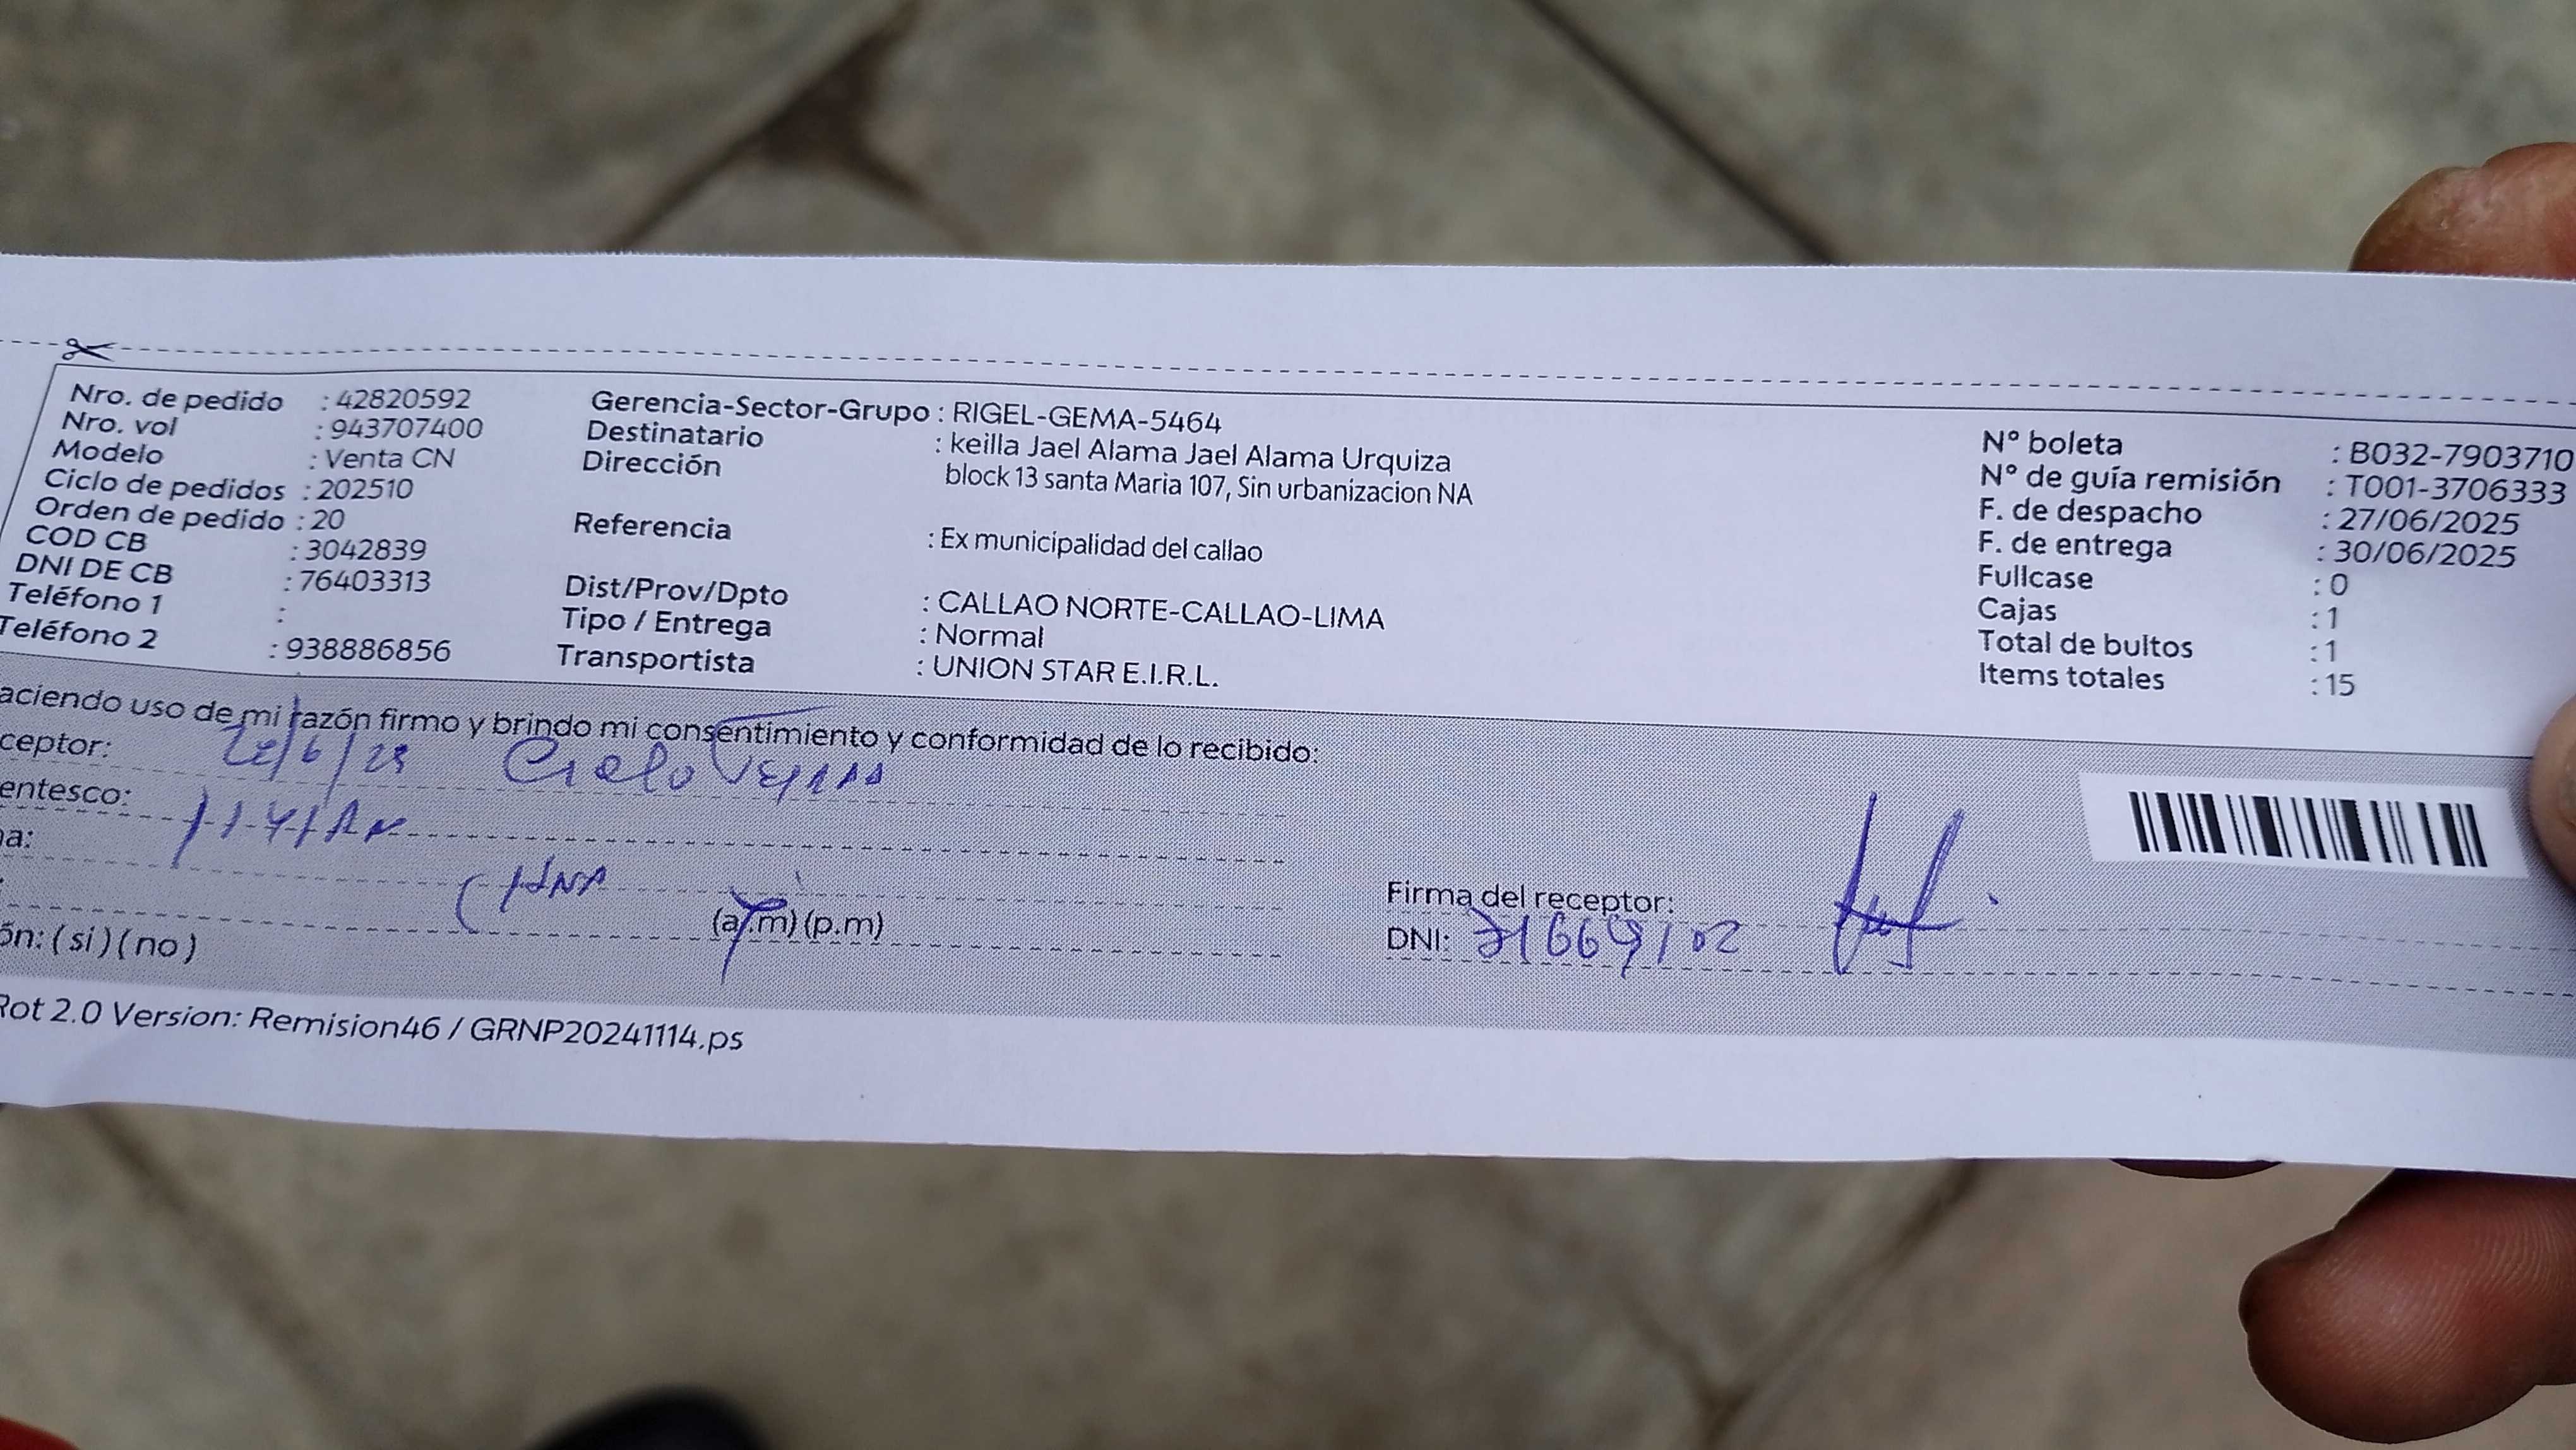 Nro. de pedido : 42820592
Nro. vol : 943707400
Modelo : Venta CN
Ciclo de pedidos : 202510
Orden de pedido : 20
COD CB : 3042839
DNI DE CB : 76403313
Teléfono 1 :
Teléfono 2 : 938886856
Gerencia-Sector-Grupo : RIGEL-GEMA-5464
Destinatario : keilla Jael Alama Jael Alama Urquiza
Dirección block 13 santa Maria 107, Sin urbanizacion NA
Referencia : Ex municipalidad del callao
Dist/Prov/Dpto : CALLAO NORTE-CALLAO-LIMA
Tipo / Entrega : Normal
Transportista : UNION STAR E.I.R.L.
N° boleta : B032-7903710
N° de guía remisión : T001-3706333
F. de despacho : 27/06/2025
F. de entrega : 30/06/2025
Fullcase : 0
Cajas : 1
Total de bultos : 1
Items totales : 15
aciendo uso de mi razón firmo y brindo mi consentimiento y conformidad de lo recibido:
ceptor: Cielo
entesco:
na:
(a.m) (p.m)
ón: ( si ) ( no )
Firma del receptor:
DNI:
Rot 2.0 Version: Remision46 / GRNP20241114.ps